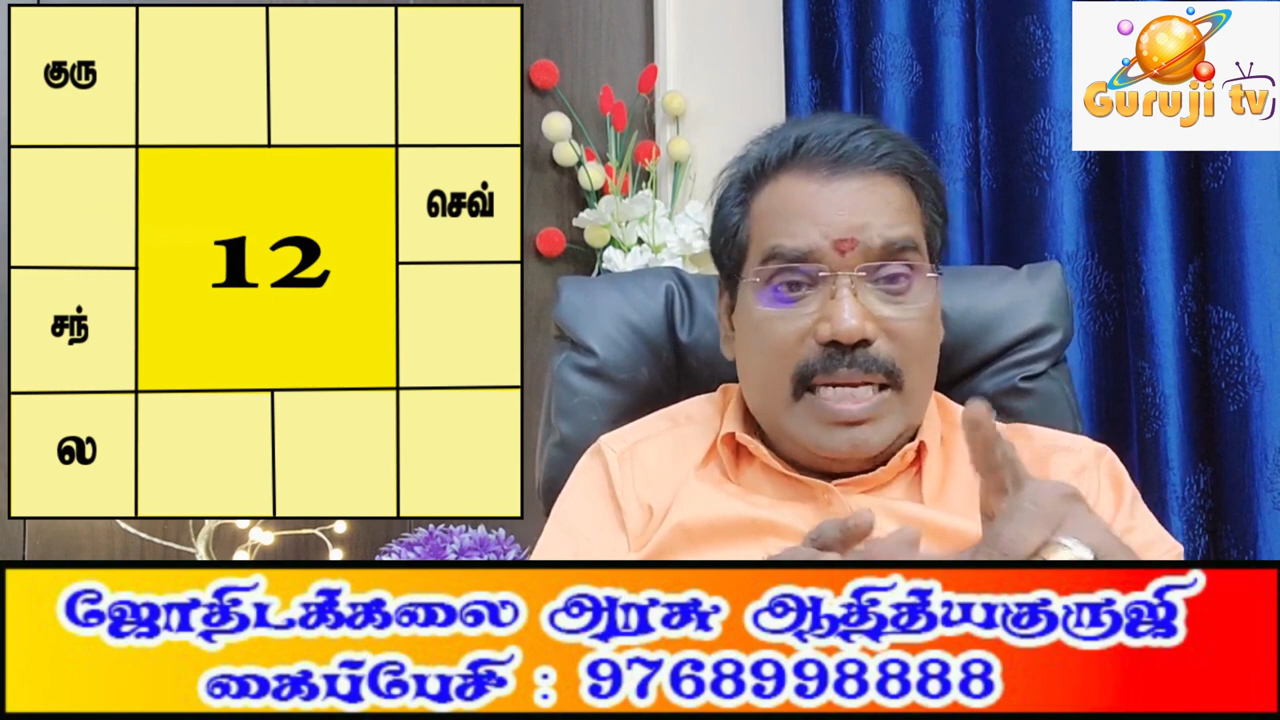 குரு
Guruji tv
செவ்
12
சந்
ல
ஜோதிடக்கலை அரசு ஆதித்யகுருஜி
கைப்பேசி : 9768998888